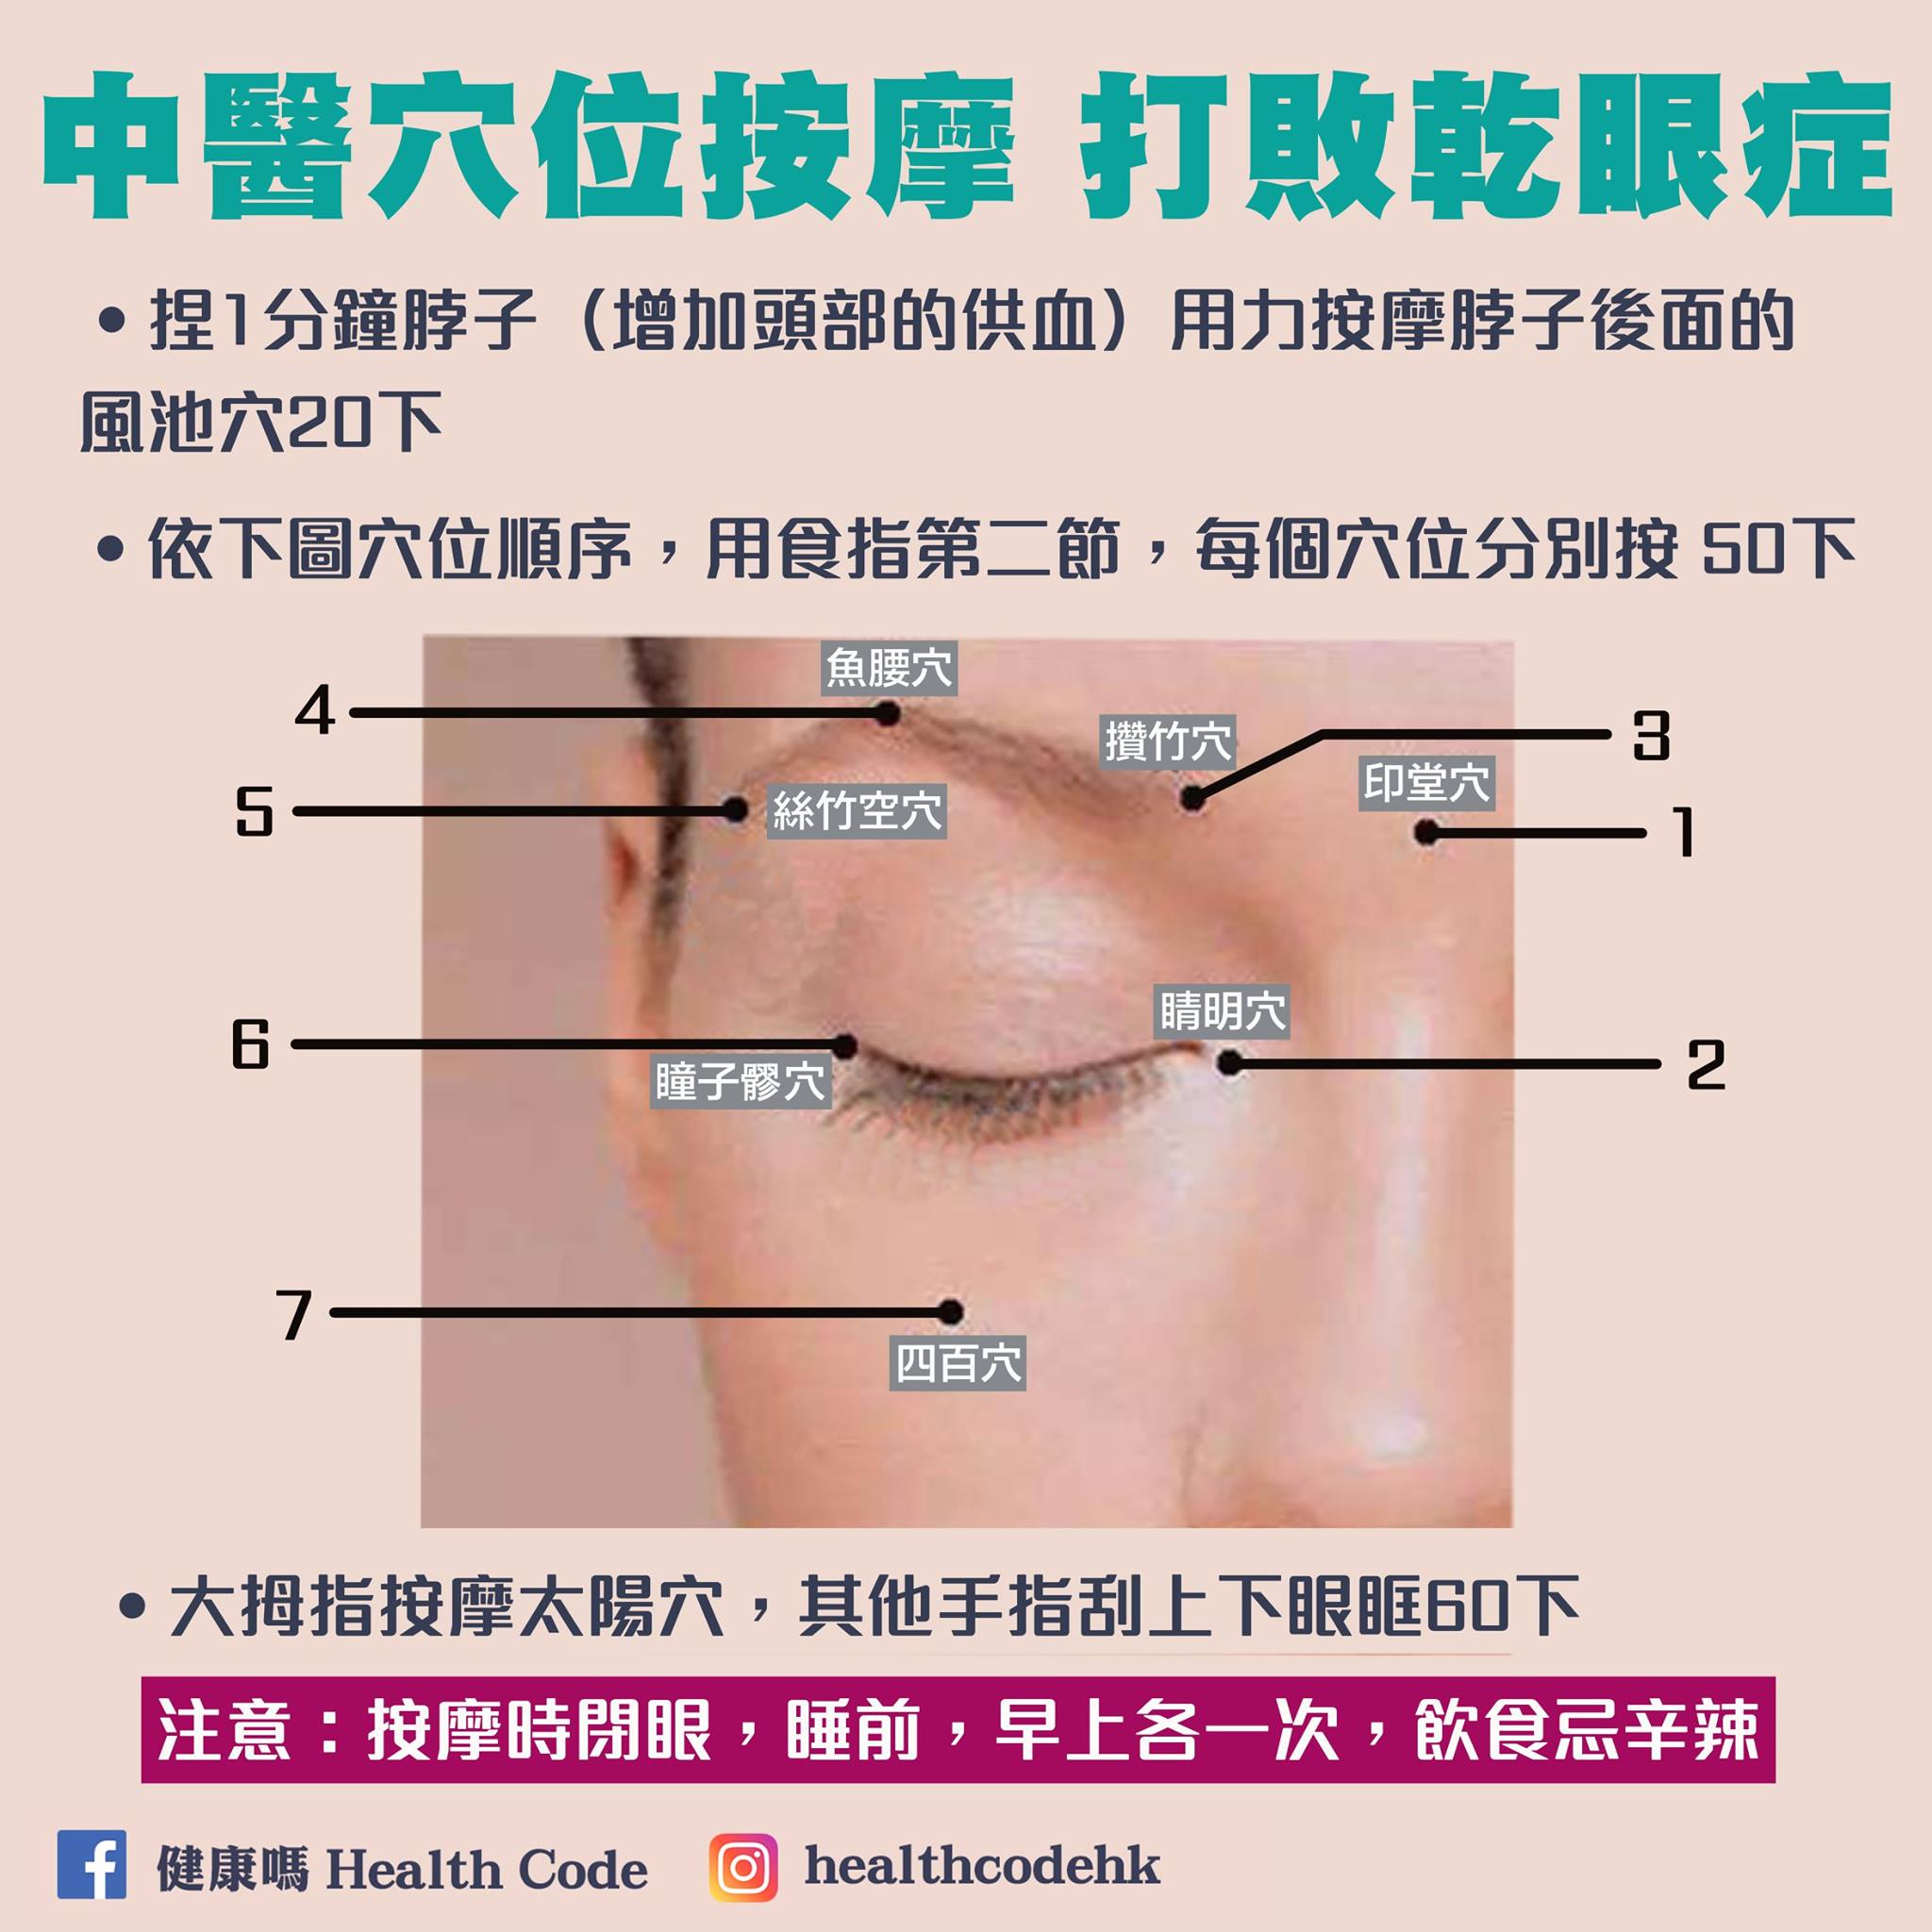 中醫穴位按摩 打敗乾眼症
•捏1分鐘脖子（增加頭部的供血）用力按摩脖子後面的
風池穴20下
•依下圖穴位順序，用食指第二節，每個穴位分別按 50下
魚腰穴
4
攢竹穴
3
印堂穴
5
絲竹空穴
1
睛明穴
6
瞳子髎穴
2
7
四百穴
•大拇指按摩太陽穴，其他手指刮上下眼眶60下
注意：按摩時閉眼，睡前，早上各一次，飲食忌辛辣
健康嗎 Health Code healthcodehk